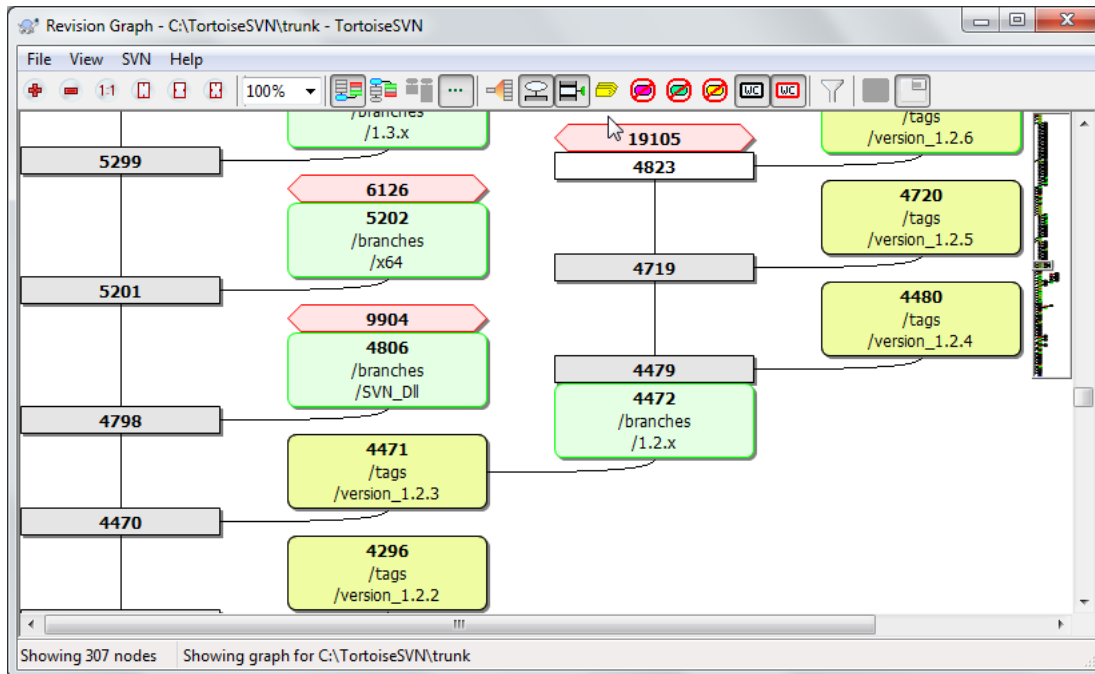 Revision Graph - C:\TortoiseSVN\trunk - TortoiseSVN
File View SVN Help
1:1 100% ... WC WC
/branches
/1.3.x
5299
6126
5202
/branches
/x64
5201
9904
4806
/branches
/SVN_Dll
4798
4471
/tags
/version_1.2.3
4470
4296
/tags
/version_1.2.2
19105
4823
4719
4479
4472
/branches
/1.2.x
/tags
/version_1.2.6
4720
/tags
/version_1.2.5
4480
/tags
/version_1.2.4
Showing 307 nodes Showing graph for C:\TortoiseSVN\trunk